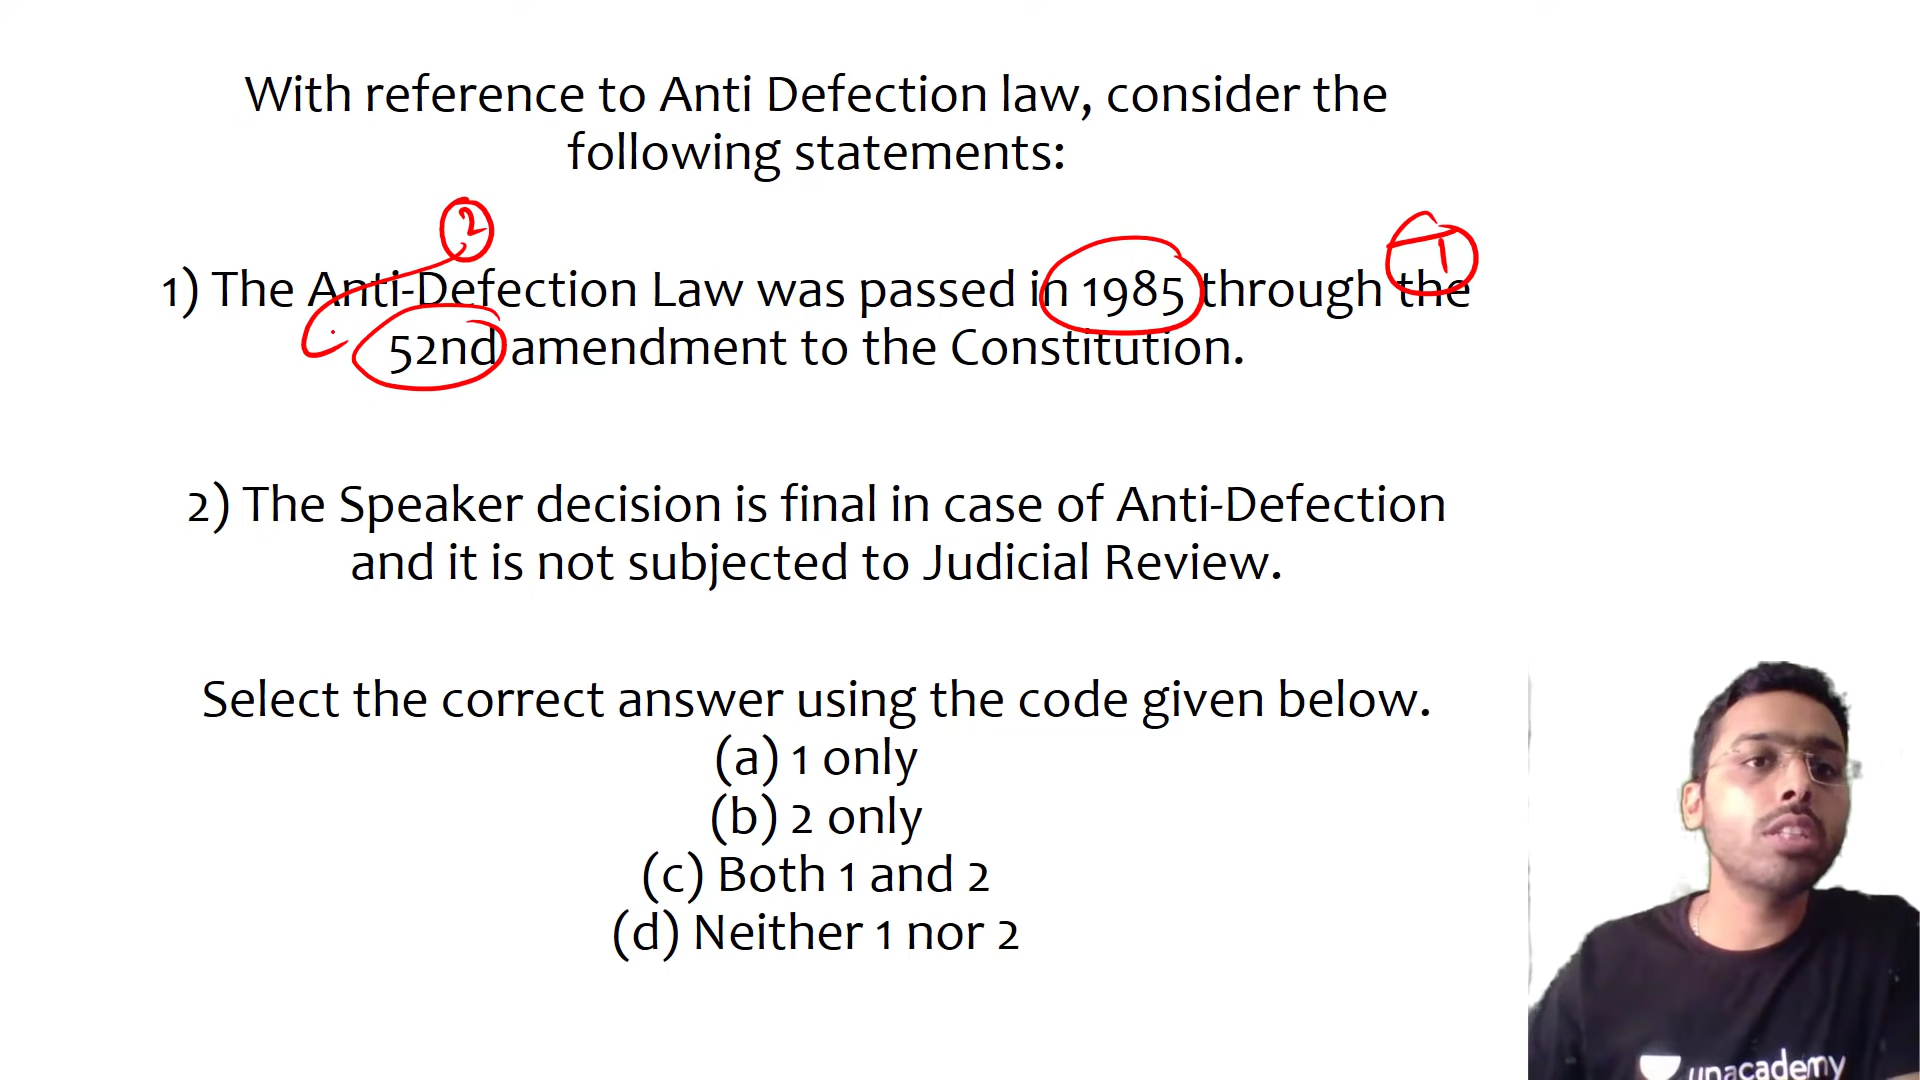 With reference to Anti Defection law, consider the
following statements:
2
1
1) The Anti-Defection Law was passed in 1985 through the
52nd amendment to the Constitution.
2) The Speaker decision is final in case of Anti-Defection
and it is not subjected to Judicial Review.
Select the correct answer using the code given below.
(a) 1 only
(b) 2 only
(c) Both 1 and 2
(d) Neither 1 nor 2
unacademy